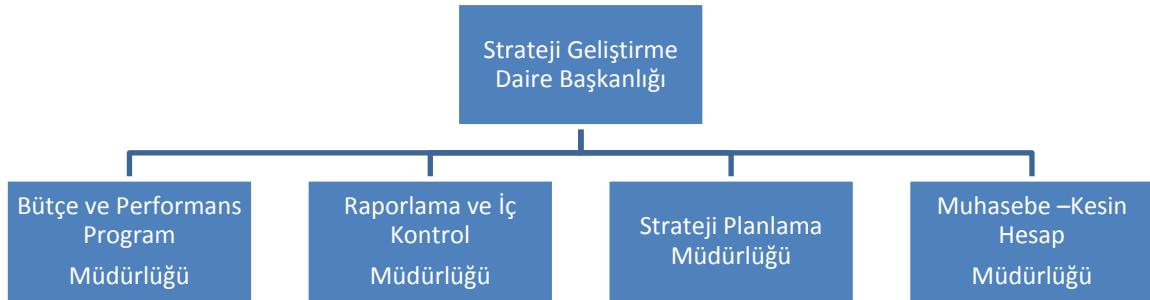 Strateji Geliştirme
Daire Başkanlığı
Bütçe ve Performans
Program
Müdürlüğü
Raporlama ve İç
Kontrol
Müdürlüğü
Strateji Planlama
Müdürlüğü
Muhasebe –Kesin
Hesap
Müdürlüğü